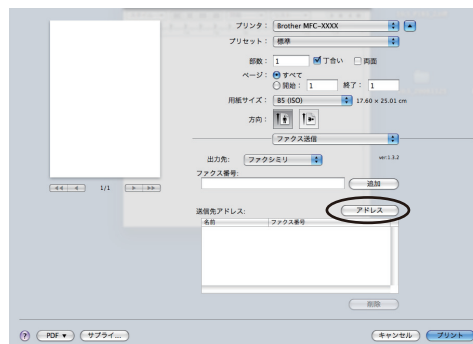 プリンタ： Brother MFC-XXXX
プリセット： 標準
部数： 1 丁合い 両面
ページ： すべて
開始： 1 終了： 1
用紙サイズ： B5 (ISO) 17.60 × 25.01 cm
方向：
ファクス送信
出力先: ファクシミリ ver:1.3.2
ファクス番号:
追加
1/1
送信先アドレス: アドレス
名前 ファクス番号
削除
? PDF▼ サプライ... キャンセル プリント